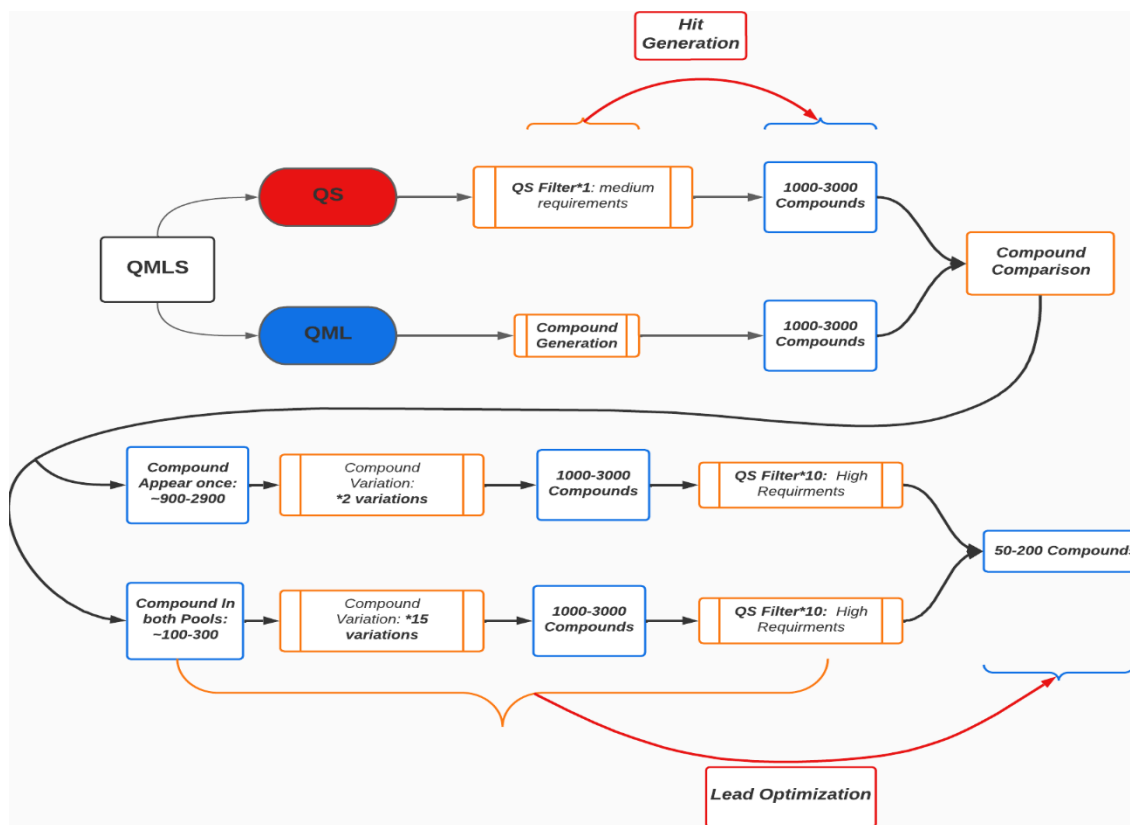 Hit
Generation
QS
QS Filter*1: medium
requirements
1000-3000
Compounds
QMLS
Compound
Comparison
QML
Compound
Generation
1000-3000
Compounds
Compound
Appear once:
~900-2900
Compound
Variation:
*2 variations
1000-3000
Compounds
QS Filter*10: High
Requirments
50-200 Compounds
Compound In
both Pools:
~100-300
Compound
Variation: *15
variations
1000-3000
Compounds
QS Filter*10: High
Requirments
Lead Optimization